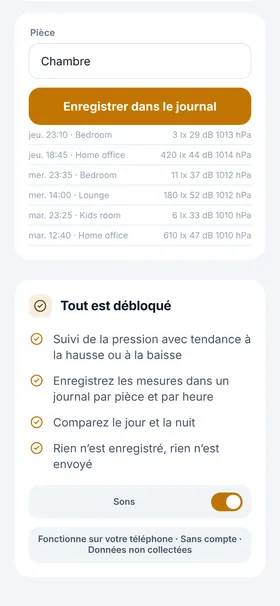 Pièce
Chambre
Enregistrer dans le journal
jeu. 23:10 · Bedroom 3 lx 29 dB 1013 hPa
jeu. 18:45 · Home office 420 lx 44 dB 1014 hPa
mer. 23:35 · Bedroom 11 lx 37 dB 1012 hPa
mer. 14:00 · Lounge 180 lx 52 dB 1012 hPa
mar. 23:25 · Kids room 6 lx 33 dB 1010 hPa
mar. 12:40 · Home office 610 lx 47 dB 1010 hPa
Tout est débloqué
Suivi de la pression avec tendance à
la hausse ou à la baisse
Enregistrez les mesures dans un
journal par pièce et par heure
Comparez le jour et la nuit
Rien n’est enregistré, rien n’est
envoyé
Sons
Fonctionne sur votre téléphone · Sans compte ·
Données non collectées